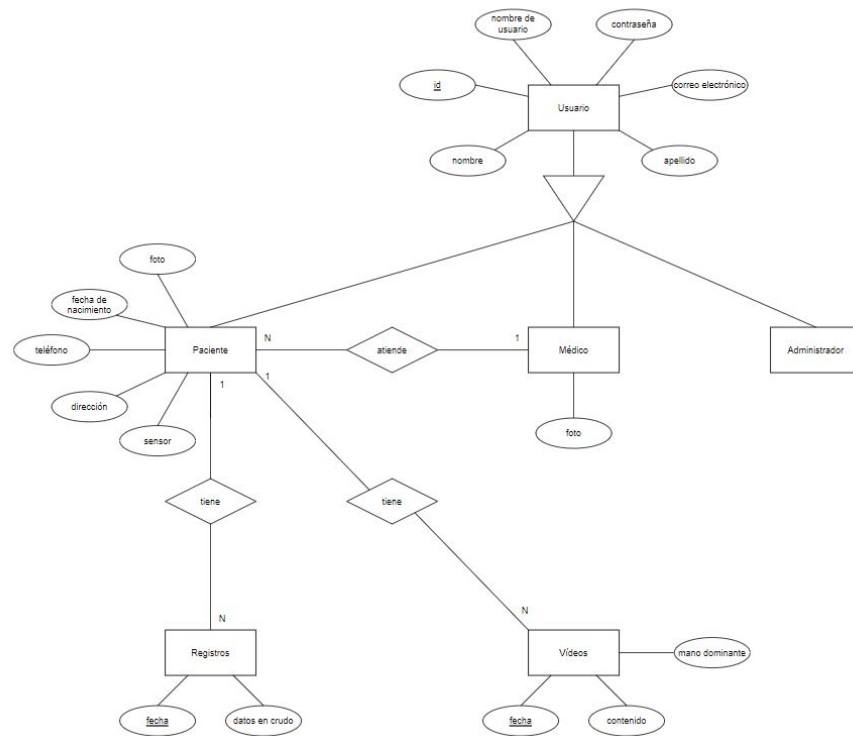 nombre de
usuario
contraseña
id
correo electrónico
Usuario
nombre
apellido
foto
fecha de
nacimiento
teléfono
Paciente
N
atiende
1
Médico
Administrador
1
1
dirección
sensor
foto
tiene
tiene
N
N
Registros
Vídeos
mano dominante
fecha
datos en crudo
fecha
contenido